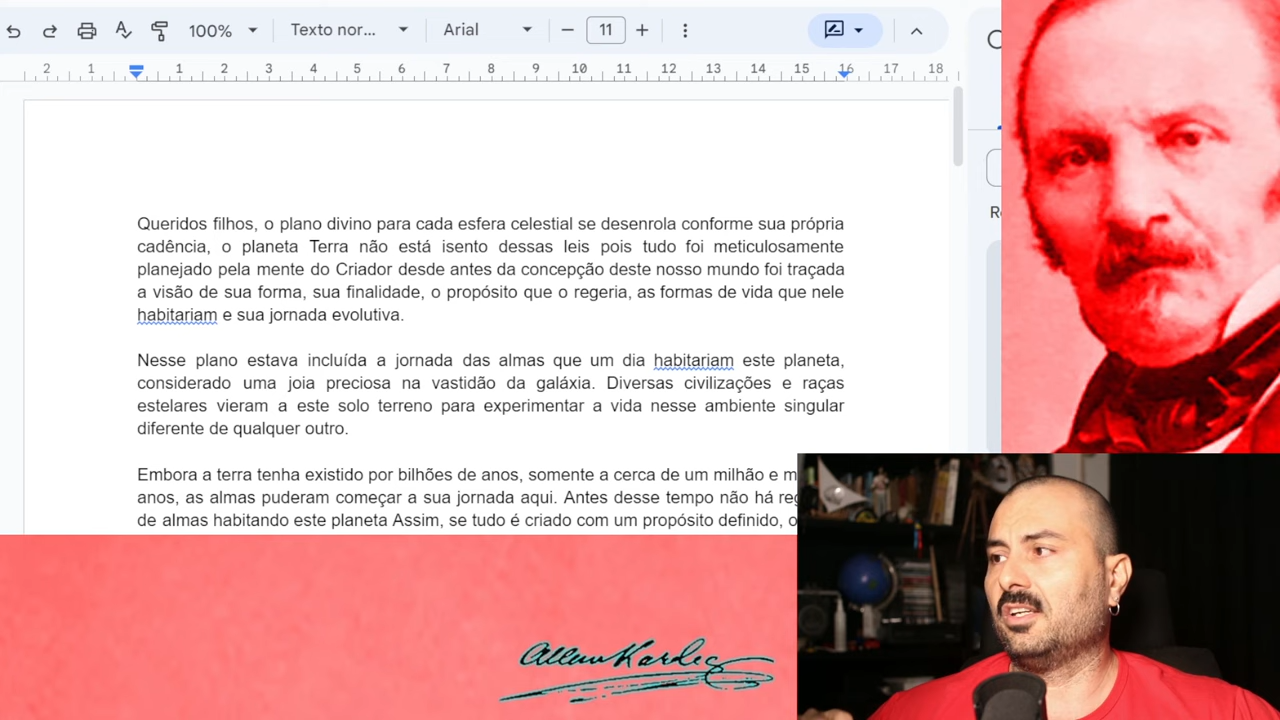 100% Texto nor... Arial 11
2 1 1 2 3 4 5 6 7 8 9 10 11 12 13 14 15 16 17 18
Queridos filhos, o plano divino para cada esfera celestial se desenrola conforme sua própria
cadência, o planeta Terra não está isento dessas leis pois tudo foi meticulosamente
planejado pela mente do Criador desde antes da concepção deste nosso mundo foi traçada
a visão de sua forma, sua finalidade, o propósito que o regeria, as formas de vida que nele
habitariam e sua jornada evolutiva.
Nesse plano estava incluída a jornada das almas que um dia habitariam este planeta,
considerado uma joia preciosa na vastidão da galáxia. Diversas civilizações e raças
estelares vieram a este solo terreno para experimentar a vida nesse ambiente singular
diferente de qualquer outro.
Embora a terra tenha existido por bilhões de anos, somente a cerca de um milhão e
anos, as almas puderam começar a sua jornada aqui. Antes desse tempo não há
de almas habitando este planeta Assim, se tudo é criado com um propósito definido,
Allan Kardec